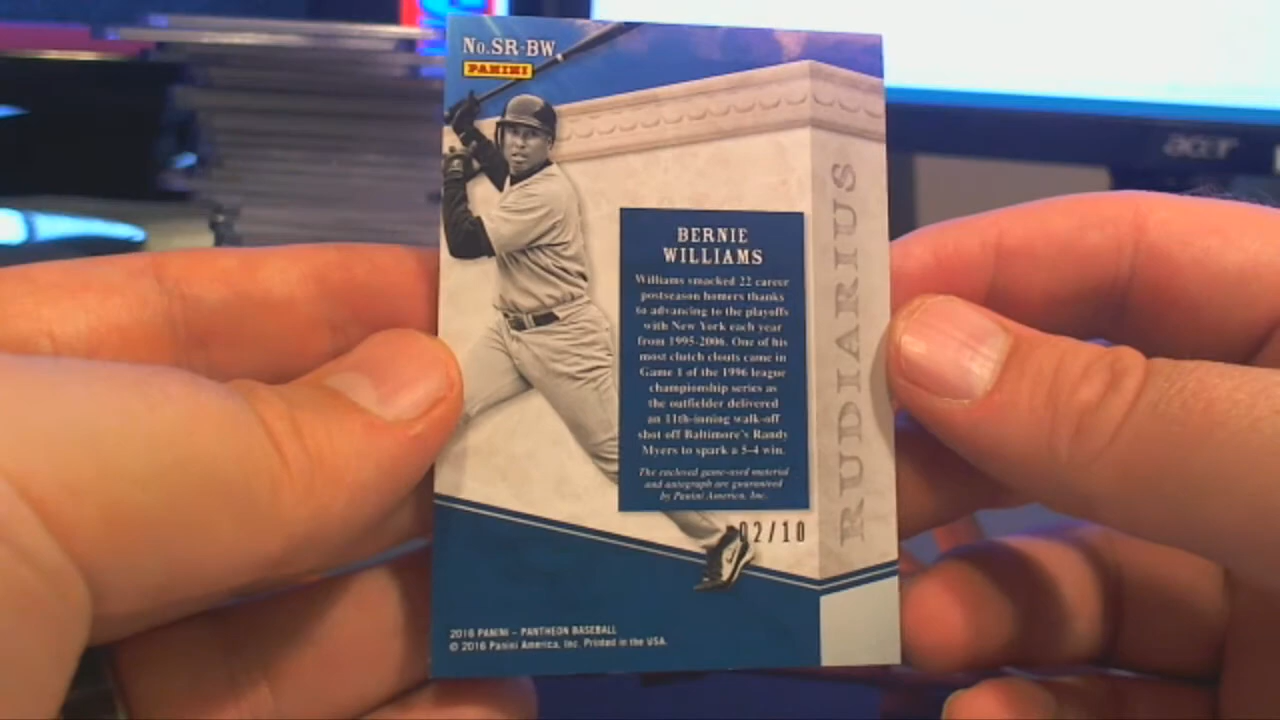 No.SR-BW
PANINI
acer
RUDIARIUS
BERNIE
WILLIAMS
Williams smacked 22 career
postseason homers thanks
to advancing to the playoffs
with New York each year
from 1995-2006. One of his
most clutch clouts came in
Game 1 of the 1996 league
championship series as
the outfielder delivered
an 11th-inning walk-off
shot off Baltimore's Randy
Myers to spark a 5-4 win.
The enclosed game-used material
and autograph are guaranteed
by Panini America, Inc.
02/10
2016 PANINI – PANTHEON BASEBALL
© 2016 Panini America, Inc. Printed in the USA.